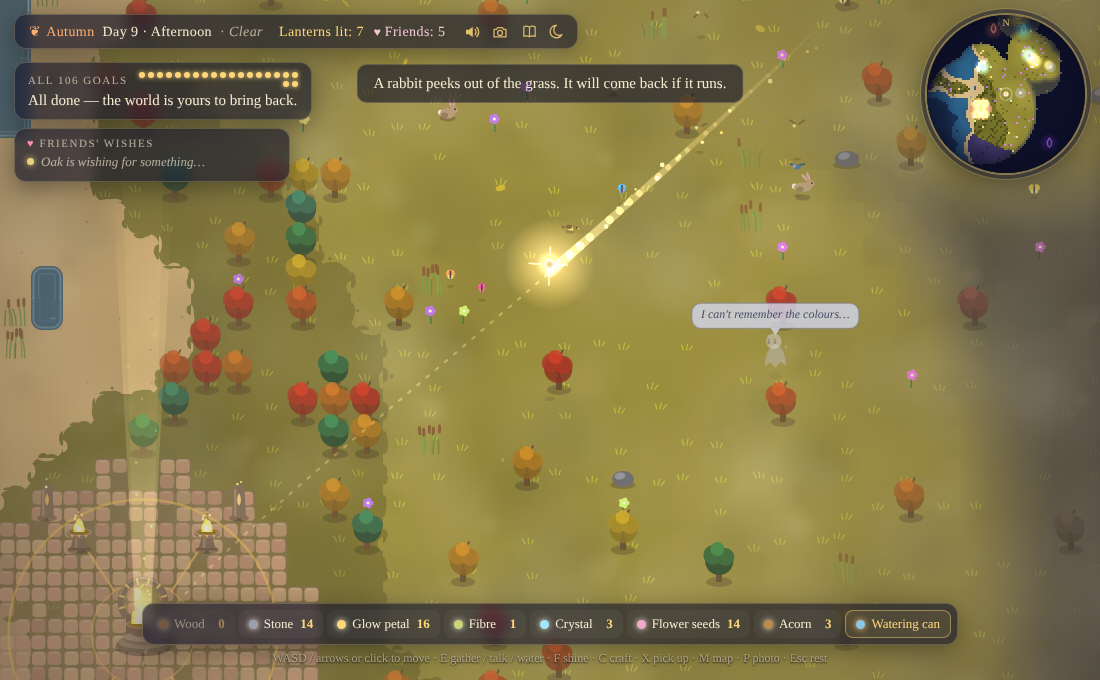 Autumn Day 9 · Afternoon · Clear Lanterns lit: 7 ♥ Friends: 5
ALL 106 GOALS
All done — the world is yours to bring back.
A rabbit peeks out of the grass. It will come back if it runs.
N
♥ FRIENDS' WISHES
Oak is wishing for something…
I can't remember the colours…
Wood 0 Stone 14 Glow petal 16 Fibre 1 Crystal 3 Flower seeds 14 Acorn 3 Watering can
WASD / arrows or click to move · E gather / talk / water · F shine · C craft · X pick up · M map · P photo · Esc rest